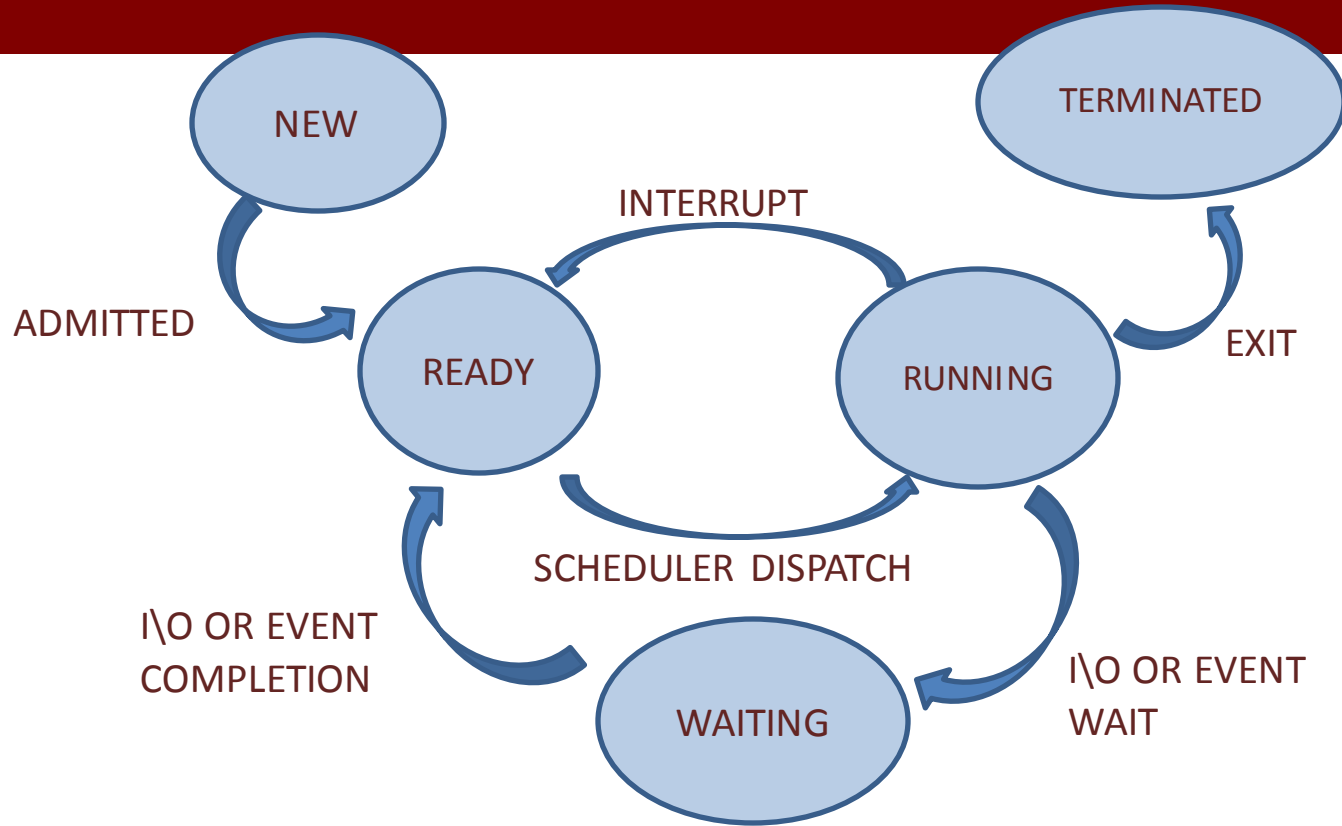 NEW
TERMINATED
INTERRUPT
ADMITTED
READY
RUNNING
EXIT
SCHEDULER DISPATCH
I\O OR EVENT
COMPLETION
WAITING
I\O OR EVENT
WAIT